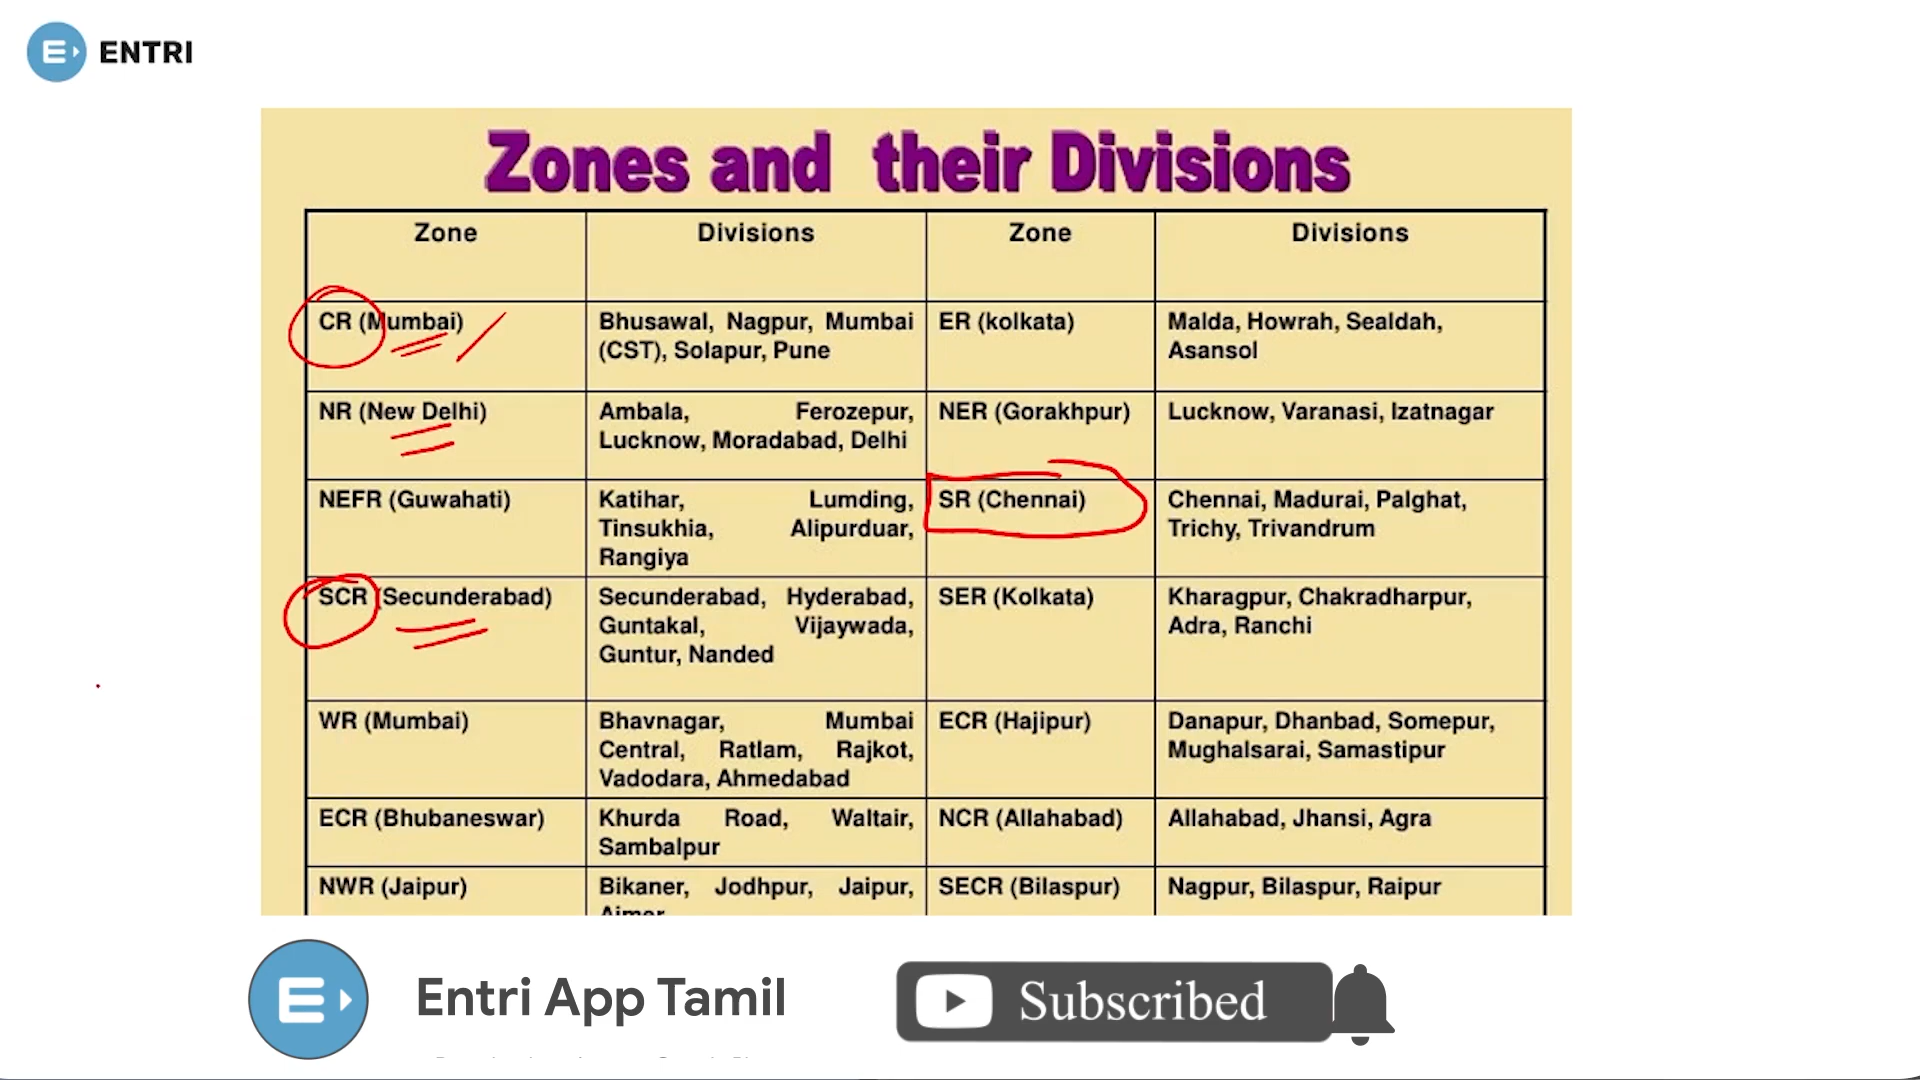 ENTRI
Zones and their Divisions
Zone Divisions Zone Divisions
CR (Mumbai) Bhusawal, Nagpur, Mumbai ER (kolkata) Malda, Howrah, Sealdah,
(CST), Solapur, Pune Asansol
NR (New Delhi) Ambala, Ferozepur, NER (Gorakhpur) Lucknow, Varanasi, Izatnagar
Lucknow, Moradabad, Delhi
NEFR (Guwahati) Katihar, Lumding, SR (Chennai) Chennai, Madurai, Palghat,
Tinsukhia, Alipurduar, Trichy, Trivandrum
Rangiya
SCR (Secunderabad) Secunderabad, Hyderabad, SER (Kolkata) Kharagpur, Chakradharpur,
Guntakal, Vijaywada, Adra, Ranchi
Guntur, Nanded
WR (Mumbai) Bhavnagar, Mumbai ECR (Hajipur) Danapur, Dhanbad, Somepur,
Central, Ratlam, Rajkot, Mughalsarai, Samastipur
Vadodara, Ahmedabad
ECR (Bhubaneswar) Khurda Road, Waltair, NCR (Allahabad) Allahabad, Jhansi, Agra
Sambalpur
NWR (Jaipur) Bikaner, Jodhpur, Jaipur, SECR (Bilaspur) Nagpur, Bilaspur, Raipur
Entri App Tamil
Subscribed